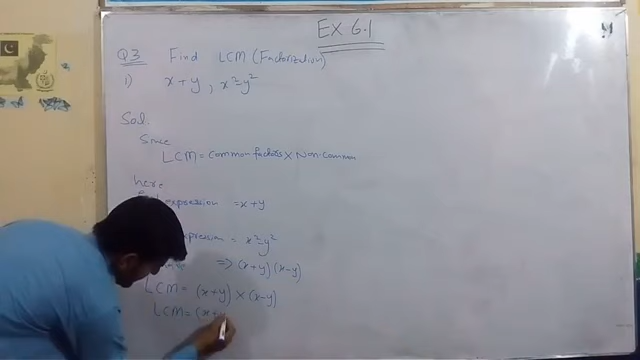 Ex 6.1
Q3 Find LCM (Factorization)
1) x+y , x²-y²
Sol.
Since
LCM = Common factors × Non common
here
expression = x+y
expression = x²-y²
=> (x+y) (x-y)
LCM = (x+y) × (x-y)
LCM = (x+y